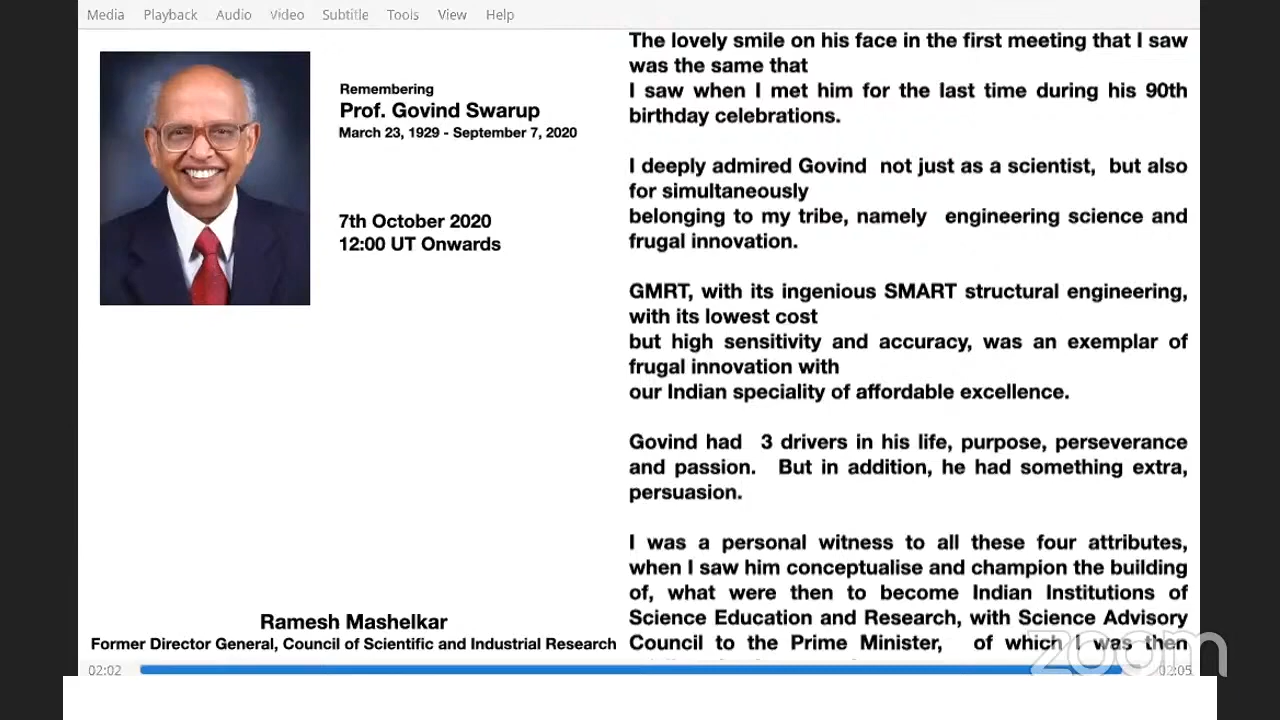 Media Playback Audio Video Subtitle Tools View Help
Remembering
Prof. Govind Swarup
March 23, 1929 - September 7, 2020
7th October 2020
12:00 UT Onwards
Ramesh Mashelkar
Former Director General, Council of Scientific and Industrial Research
The lovely smile on his face in the first meeting that I saw
was the same that
I saw when I met him for the last time during his 90th
birthday celebrations.
I deeply admired Govind not just as a scientist, but also
for simultaneously
belonging to my tribe, namely engineering science and
frugal innovation.
GMRT, with its ingenious SMART structural engineering,
with its lowest cost
but high sensitivity and accuracy, was an exemplar of
frugal innovation with
our Indian speciality of affordable excellence.
Govind had 3 drivers in his life, purpose, perseverance
and passion. But in addition, he had something extra,
persuasion.
I was a personal witness to all these four attributes,
when I saw him conceptualise and champion the building
of, what were then to become Indian Institutions of
Science Education and Research, with Science Advisory
Council to the Prime Minister, of which I was then
zoom
02:02 02:05